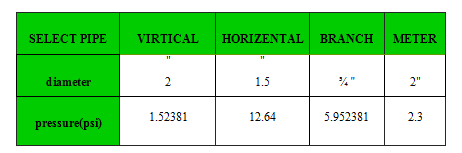 SELECT PIPE VIRTICAL HORIZENTAL BRANCH METER
" "
diameter 2 1.5 ¾ " 2"
pressure(psi) 1.52381 12.64 5.952381 2.3